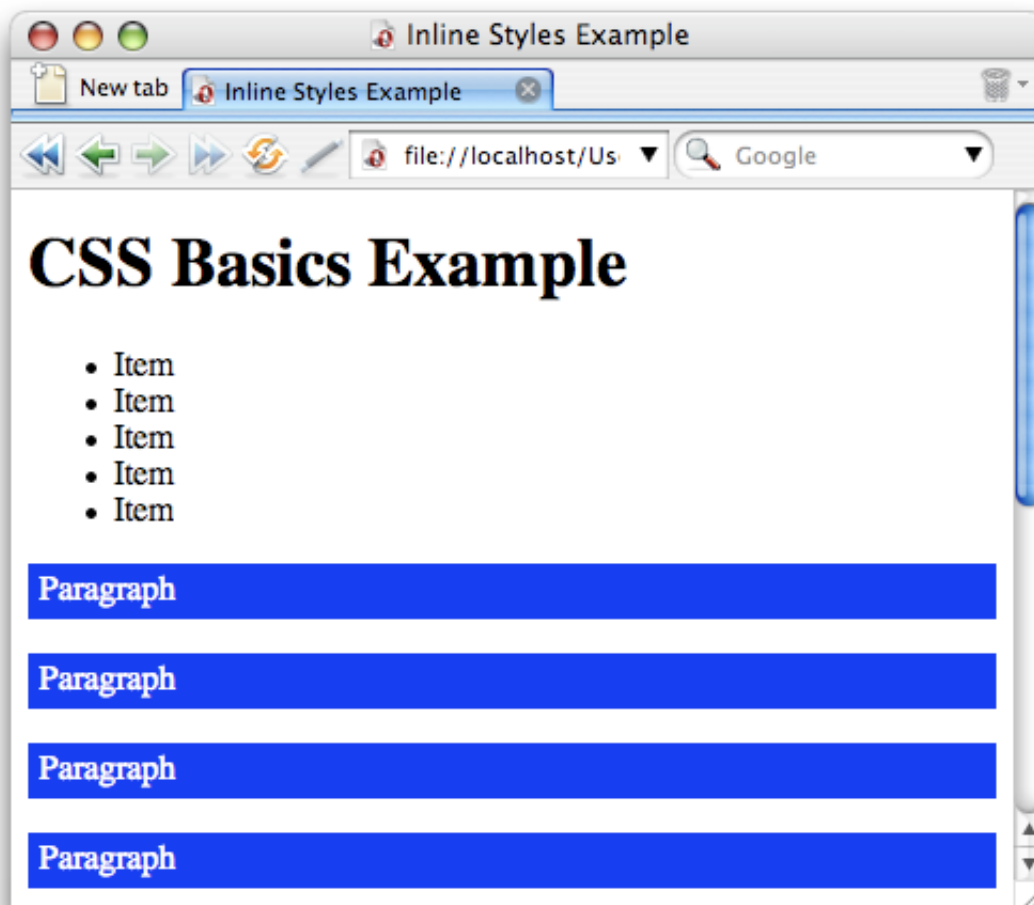 Inline Styles Example
New tab Inline Styles Example
file://localhost/Us Google
CSS Basics Example
Item
Item
Item
Item
Item
Paragraph
Paragraph
Paragraph
Paragraph